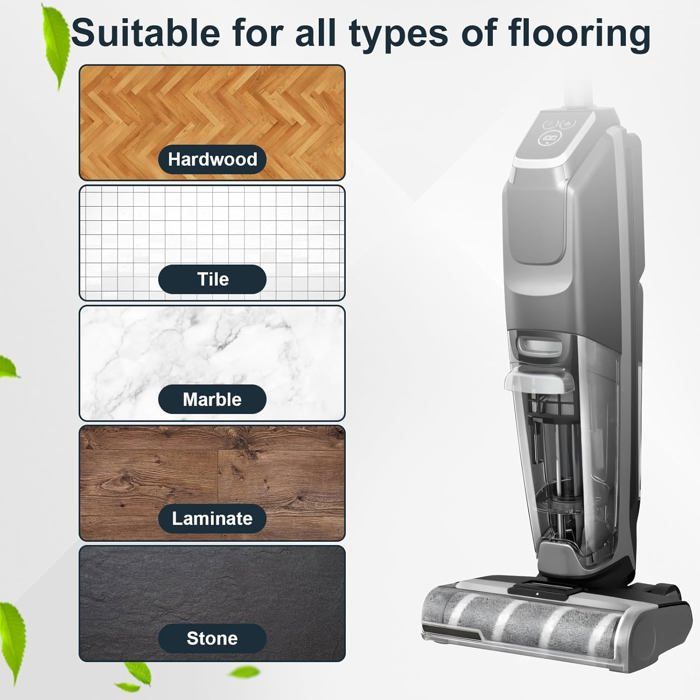 Suitable for all types of flooring
Hardwood
Tile
Marble
Laminate
Stone